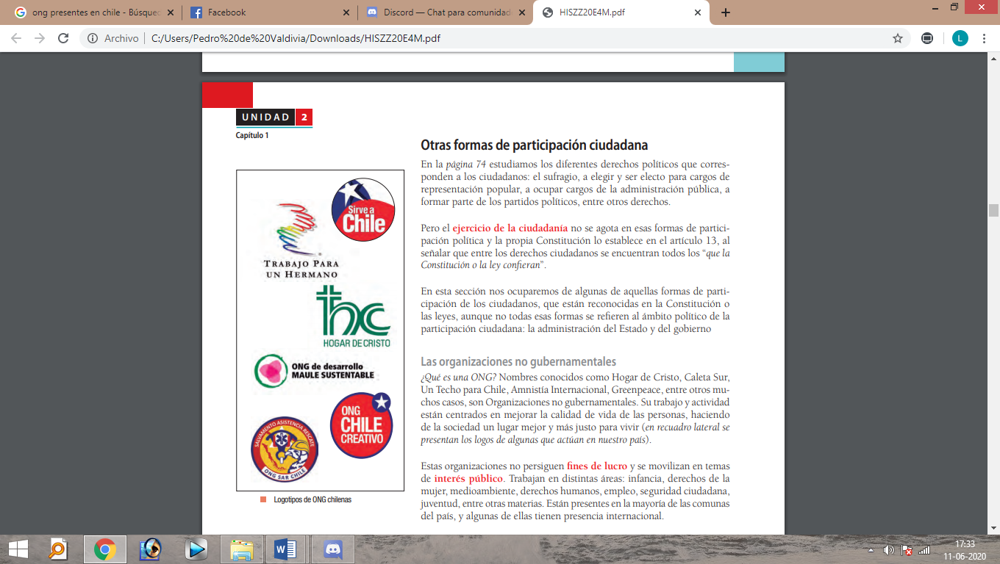 ong presentes en chile - Búsque
Facebook
Discord — Chat para comunidad
HISZZ20E4M.pdf
Archivo
C:/Users/Pedro%20de%20Valdivia/Downloads/HISZZ20E4M.pdf
L
UNIDAD 2
Capítulo 1
Sirve a
Chile
TRABAJO PARA
UN HERMANO
hc
HOGAR DE CRISTO
ONG de desarrollo
MAULE SUSTENTABLE
ONG
CHILE
CREATIVO
SALVAMENTO ASISTENCIA RESCATE
ONG SAR CHILE
Logotipos de ONG chilenas
Otras formas de participación ciudadana
En la página 74 estudiamos los diferentes derechos políticos que corres-
ponden a los ciudadanos: el sufragio, a elegir y ser electo para cargos de
representación popular, a ocupar cargos de la administración pública, a
formar parte de los partidos políticos, entre otros derechos.
Pero el ejercicio de la ciudadanía no se agota en esas formas de partici-
pación política y la propia Constitución lo establece en el artículo 13, al
señalar que entre los derechos ciudadanos se encuentran todos los “que la
Constitución o la ley confieran”.
En esta sección nos ocuparemos de algunas de aquellas formas de parti-
cipación de los ciudadanos, que están reconocidas en la Constitución o
las leyes, aunque no todas esas formas se refieren al ámbito político de la
participación ciudadana: la administración del Estado y del gobierno
Las organizaciones no gubernamentales
¿Qué es una ONG? Nombres conocidos como Hogar de Cristo, Caleta Sur,
Un Techo para Chile, Amnistía Internacional, Greenpeace, entre otros mu-
chos casos, son Organizaciones no gubernamentales. Su trabajo y actividad
están centrados en mejorar la calidad de vida de las personas, haciendo
de la sociedad un lugar mejor y más justo para vivir (en recuadro lateral se
presentan los logos de algunas que actúan en nuestro país).
Estas organizaciones no persiguen fines de lucro y se movilizan en temas
de interés público. Trabajan en distintas áreas: infancia, derechos de la
mujer, medioambiente, derechos humanos, empleo, seguridad ciudadana,
juventud, entre otras materias. Están presentes en la mayoría de las comunas
del país, y algunas de ellas tienen presencia internacional.
17:33
11-06-2020